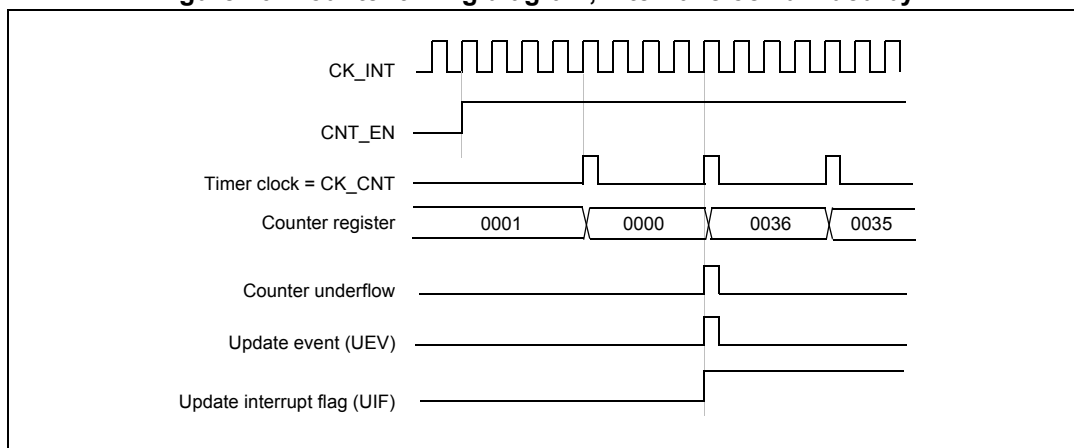 CK_INT
CNT_EN
Timer clock = CK_CNT
Counter register 0001 0000 0036 0035
Counter underflow
Update event (UEV)
Update interrupt flag (UIF)